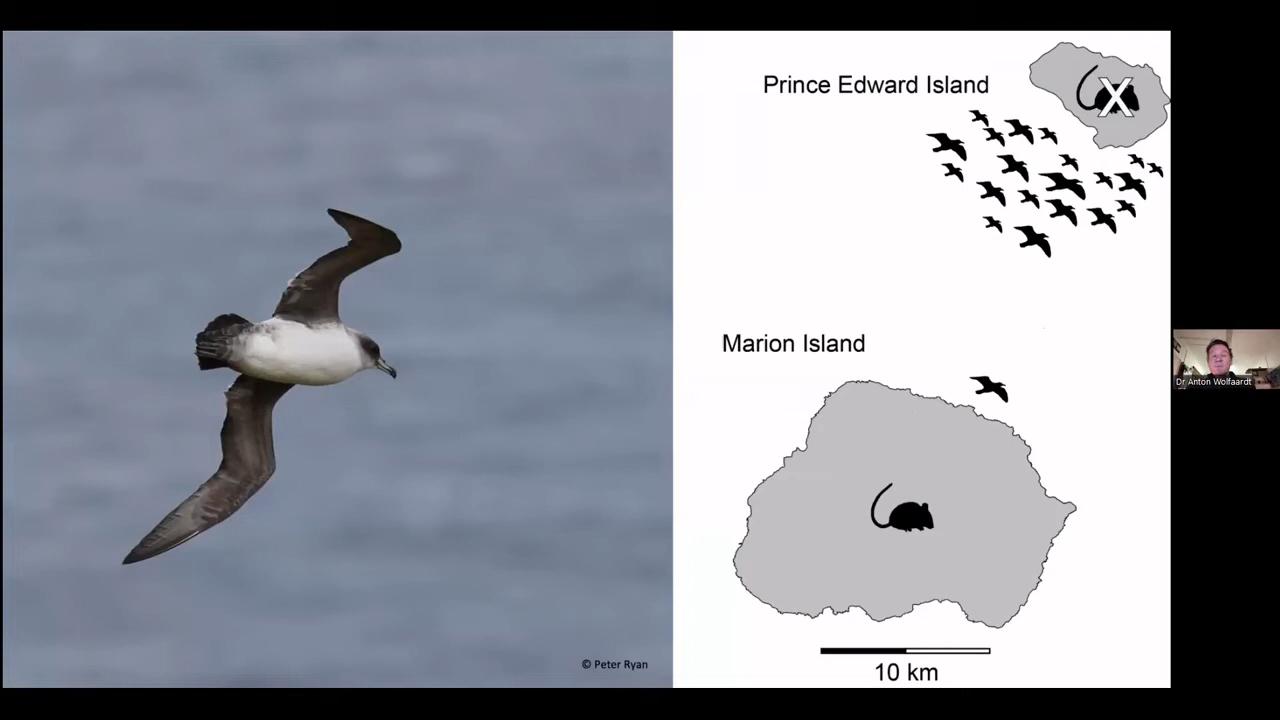 Prince Edward Island
X
Marion Island
10 km
© Peter Ryan
Dr Anton Wolfaardt